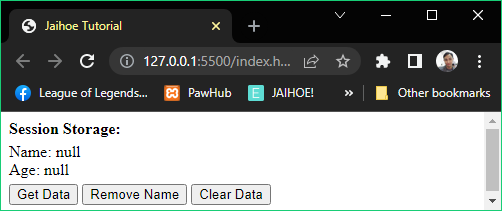 Jaihoe Tutorial
127.0.0.1:5500/index.h...
League of Legends... PawHub JAIHOE! » Other bookmarks
Session Storage:
Name: null
Age: null
Get Data Remove Name Clear Data